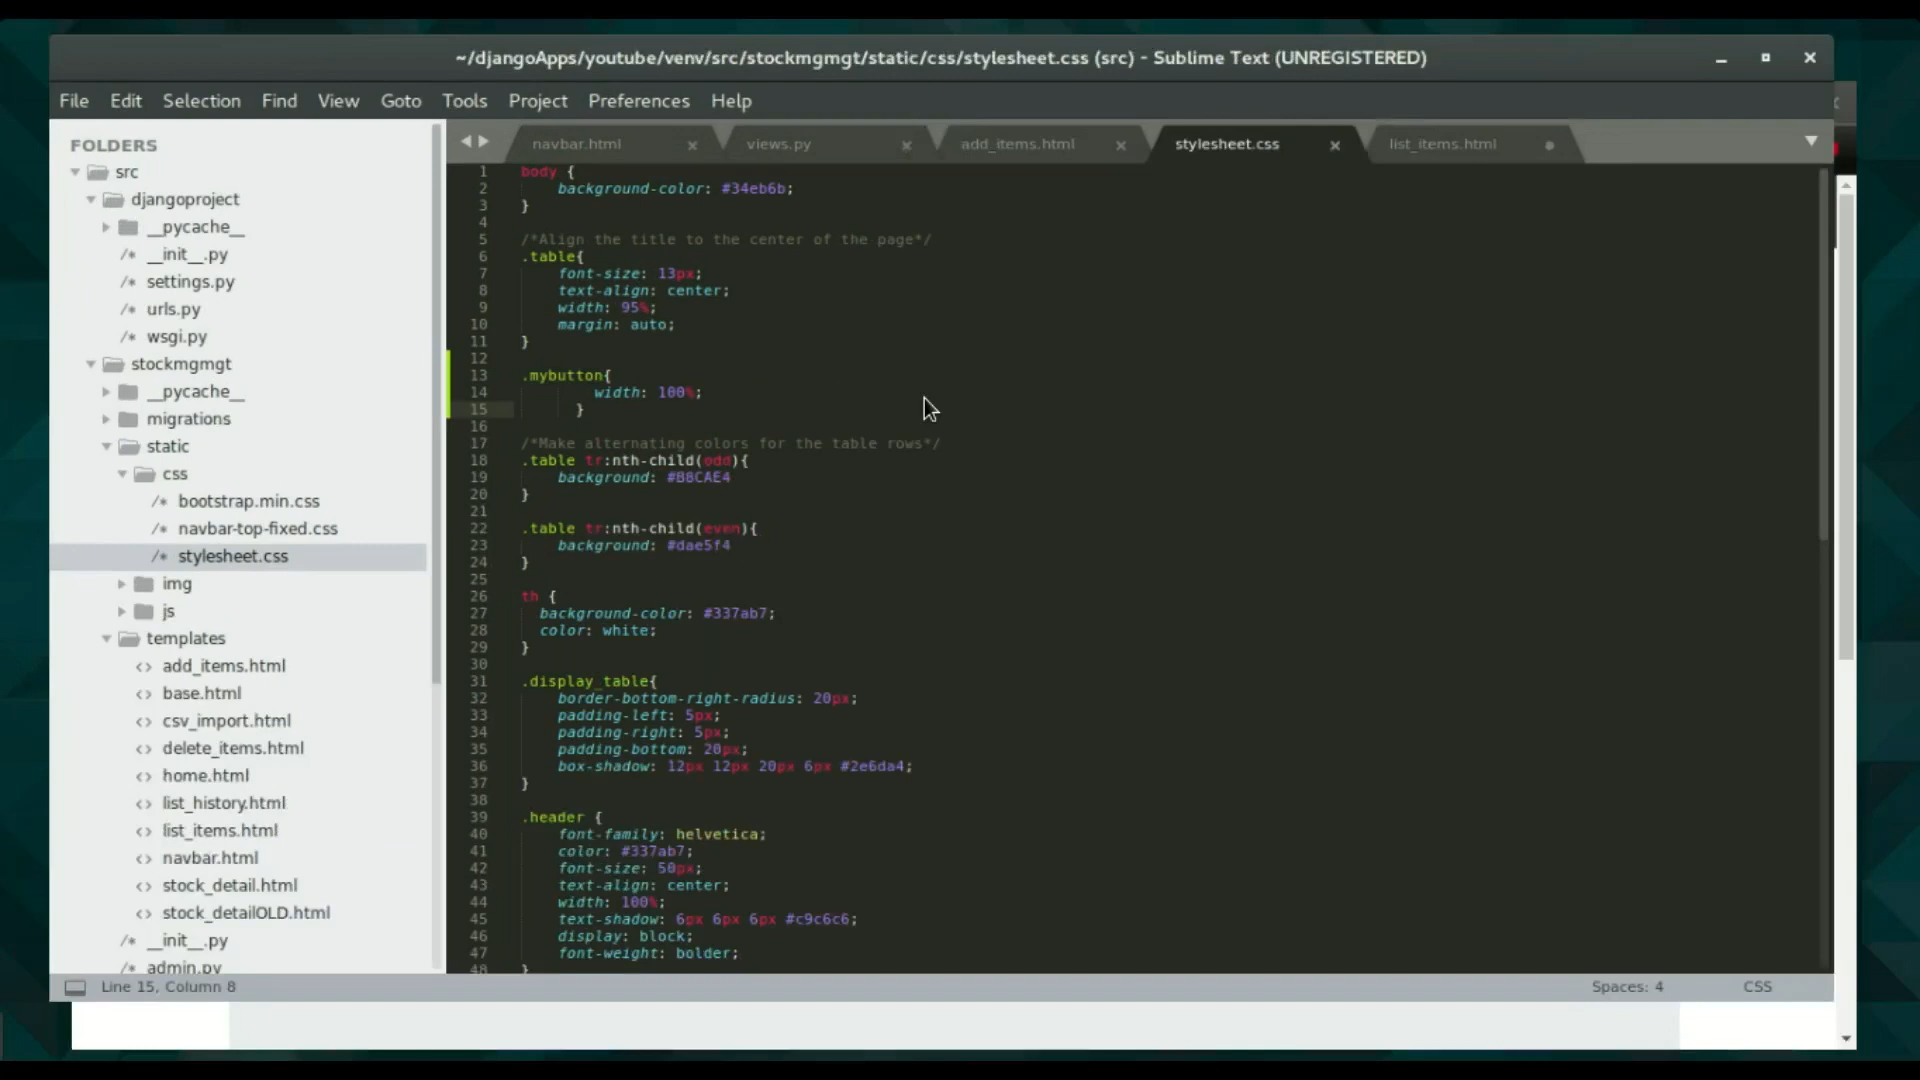 ~/djangoApps/youtube/venv/src/stockmgmgt/static/css/stylesheet.css (src) - Sublime Text (UNREGISTERED)
File Edit Selection Find View Goto Tools Project Preferences Help
navbar.html views.py add_items.html stylesheet.css list_items.html
FOLDERS
src
djangoproject
__pycache__
/* __init__.py
/* settings.py
/* urls.py
/* wsgi.py
stockmgmgt
__pycache__
migrations
static
css
/* bootstrap.min.css
/* navbar-top-fixed.css
/* stylesheet.css
img
js
templates
<> add_items.html
<> base.html
<> csv_import.html
<> delete_items.html
<> home.html
<> list_history.html
<> list_items.html
<> navbar.html
<> stock_detail.html
<> stock_detailOLD.html
/* __init__.py
/* admin.py
1 body {
2 background-color: #34eb6b;
3 }
4
5 /*Align the title to the center of the page*/
6 .table{
7 font-size: 13px;
8 text-align: center;
9 width: 95%;
10 margin: auto;
11 }
12
13 .mybutton{
14 width: 100%;
15 }
16
17 /*Make alternating colors for the table rows*/
18 .table tr:nth-child(odd){
19 background: #B8CAE4
20 }
21
22 .table tr:nth-child(even){
23 background: #dae5f4
24 }
25
26 th {
27 background-color: #337ab7;
28 color: white;
29 }
30
31 .display_table{
32 border-bottom-right-radius: 20px;
33 padding-left: 5px;
34 padding-right: 5px;
35 padding-bottom: 20px;
36 box-shadow: 12px 12px 20px 6px #2e6da4;
37 }
38
39 .header {
40 font-family: helvetica;
41 color: #337ab7;
42 font-size: 50px;
43 text-align: center;
44 width: 100%;
45 text-shadow: 6px 6px 6px #c9c6c6;
46 display: block;
47 font-weight: bolder;
48 }
Line 15, Column 8 Spaces: 4 CSS